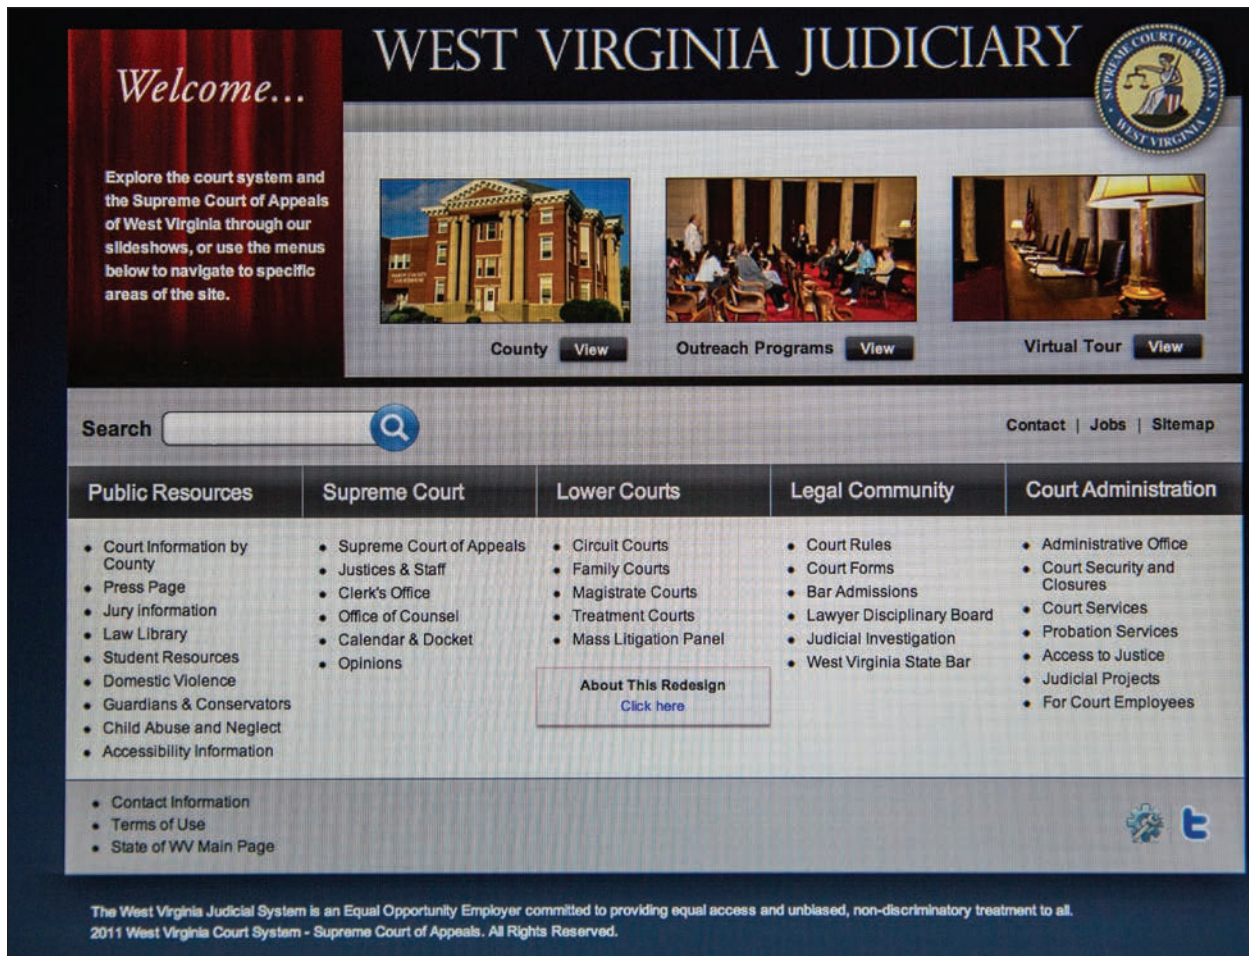 WEST VIRGINIA JUDICIARY
SUPREME COURT OF APPEALS
WEST VIRGINIA
Welcome...
Explore the court system and
the Supreme Court of Appeals
of West Virginia through our
slideshows, or use the menus
below to navigate to specific
areas of the site.
County View
Outreach Programs View
Virtual Tour View
Search
Contact | Jobs | Sitemap
Public Resources
Court Information by
County
Press Page
Jury information
Law Library
Student Resources
Domestic Violence
Guardians & Conservators
Child Abuse and Neglect
Accessibility Information
Supreme Court
Supreme Court of Appeals
Justices & Staff
Clerk's Office
Office of Counsel
Calendar & Docket
Opinions
Lower Courts
Circuit Courts
Family Courts
Magistrate Courts
Treatment Courts
Mass Litigation Panel
About This Redesign
Click here
Legal Community
Court Rules
Court Forms
Bar Admissions
Lawyer Disciplinary Board
Judicial Investigation
West Virginia State Bar
Court Administration
Administrative Office
Court Security and
Closures
Court Services
Probation Services
Access to Justice
Judicial Projects
For Court Employees
Contact Information
Terms of Use
State of WV Main Page
The West Virginia Judicial System is an Equal Opportunity Employer committed to providing equal access and unbiased, non-discriminatory treatment to all.
2011 West Virginia Court System - Supreme Court of Appeals. All Rights Reserved.